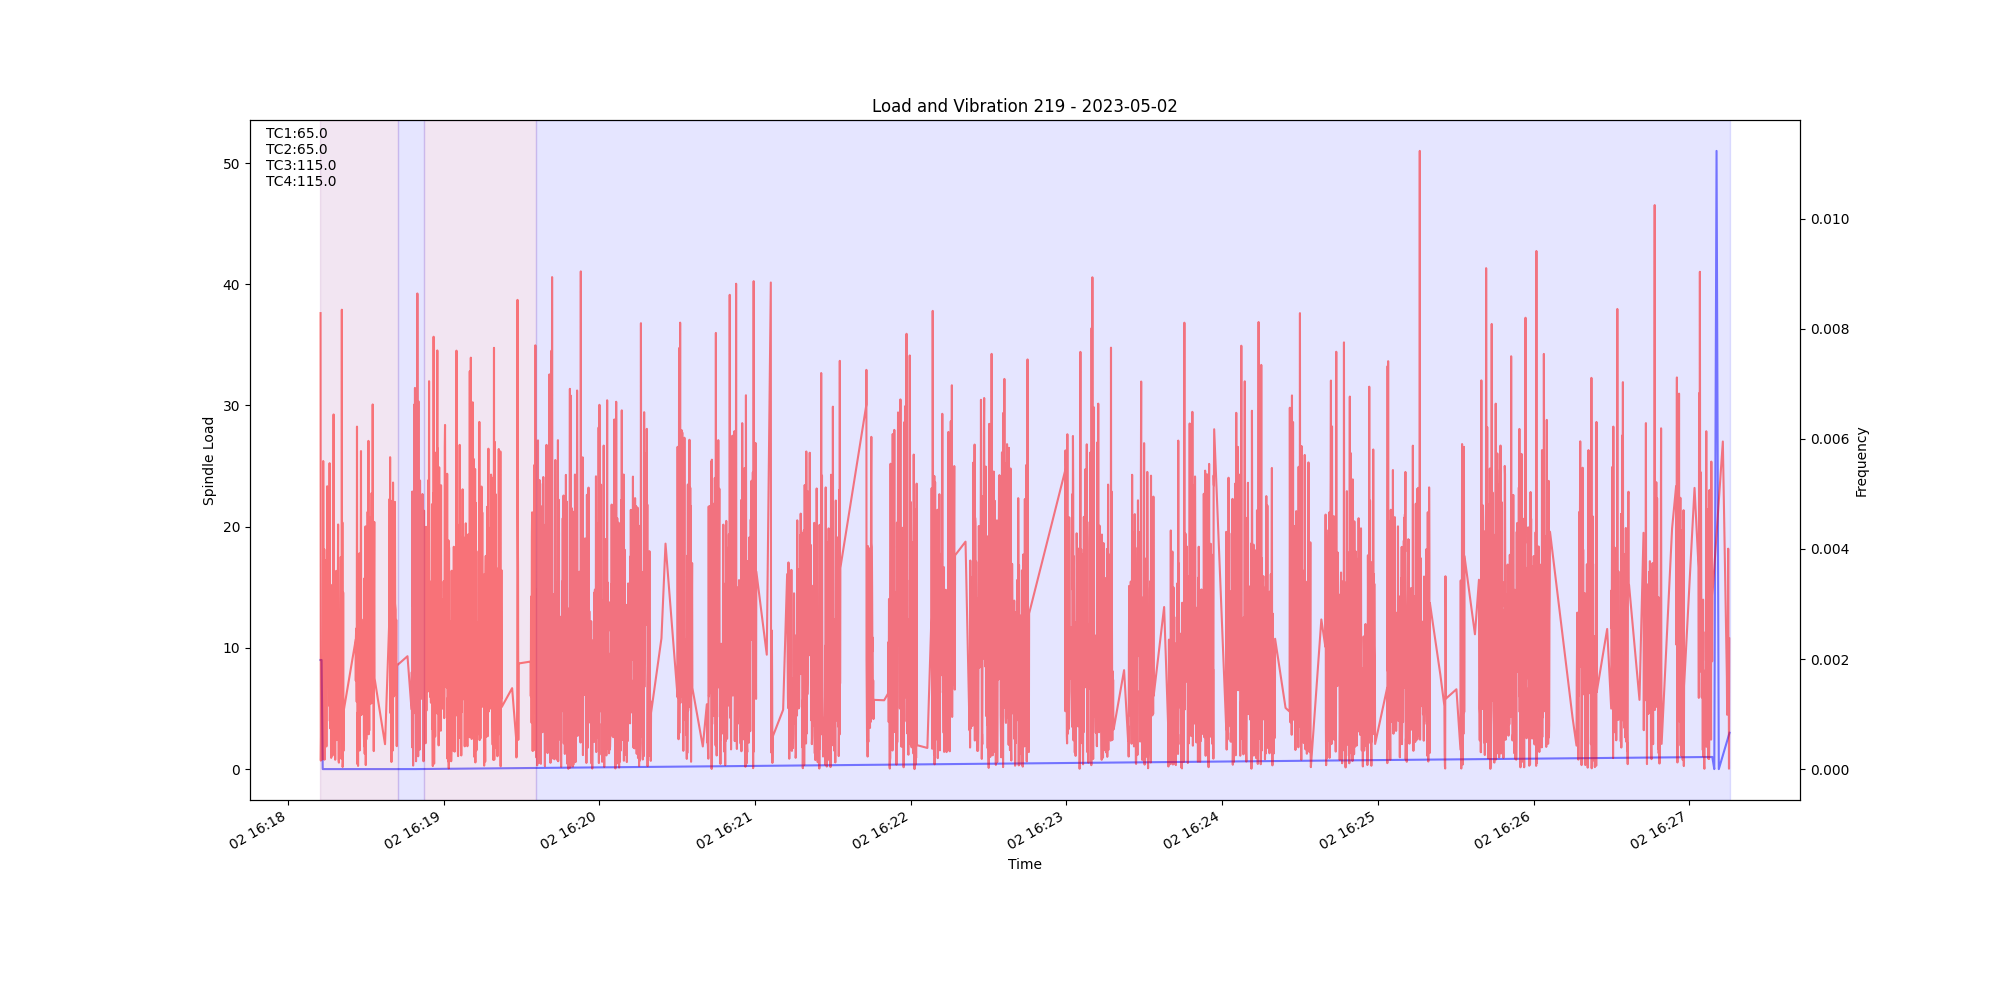 Load and Vibration 219 - 2023-05-02
TC1:65.0
TC2:65.0
TC3:115.0
TC4:115.0
50
40
30
20
10
0
Spindle Load
0.010
0.008
0.006
0.004
0.002
0.000
Frequency
02 16:18
02 16:19
02 16:20
02 16:21
02 16:22
02 16:23
02 16:24
02 16:25
02 16:26
02 16:27
Time